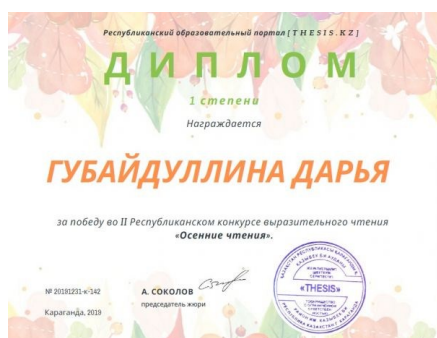 Республиканский образовательный портал [THESIS.KZ]
ДИПЛОМ
1 степени
Награждается
ГУБАЙДУЛЛИНА ДАРЬЯ
за победу во II Республиканском конкурсе выразительного чтения
«Осенние чтения».
№ 20191231-к-142
Караганда, 2019
А. СОКОЛОВ
председатель жюри
«THESIS»